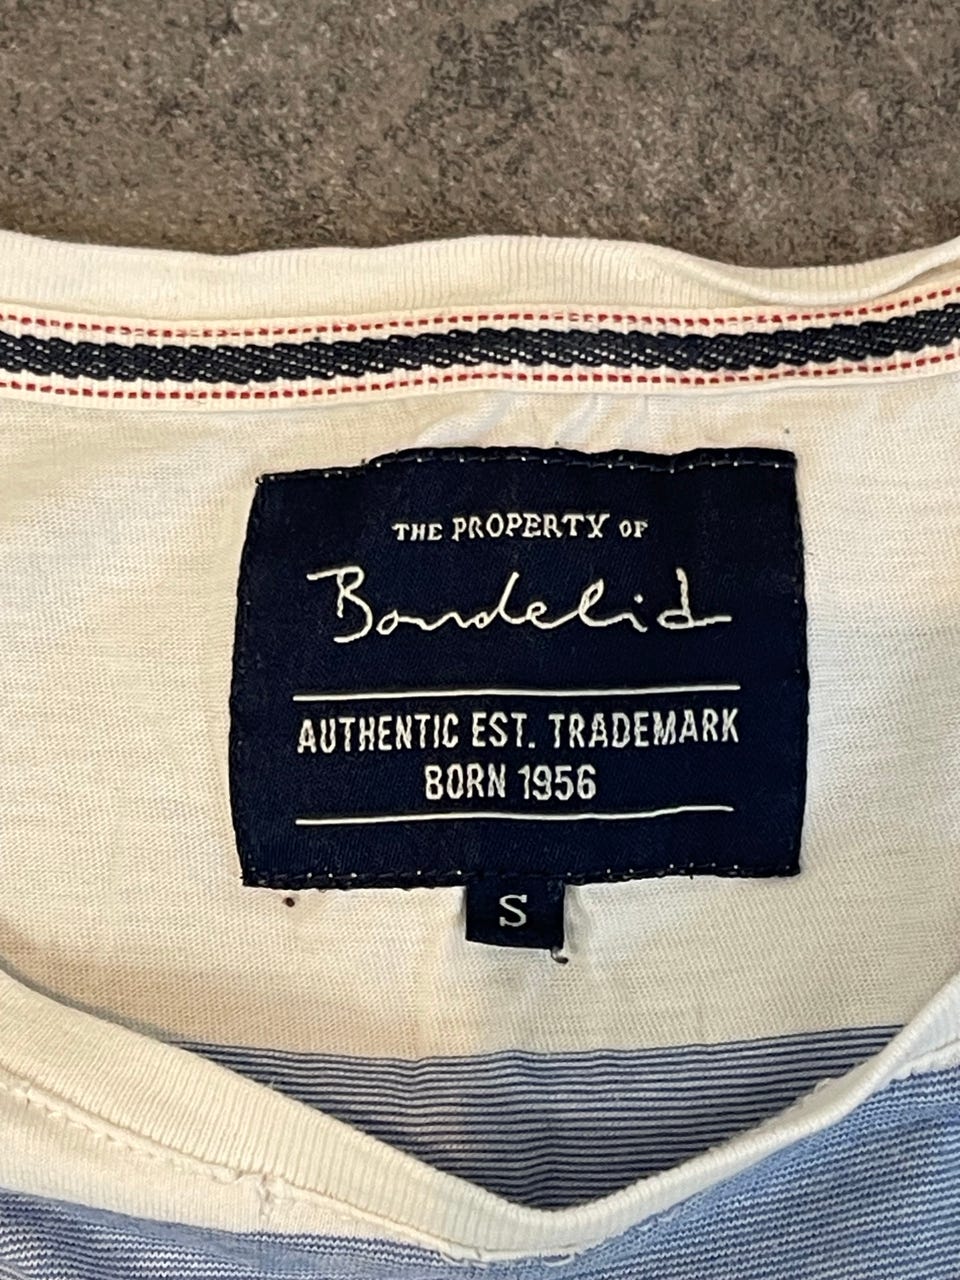 THE PROPERTY OF
Bondelid
AUTHENTIC EST. TRADEMARK
BORN 1956
S